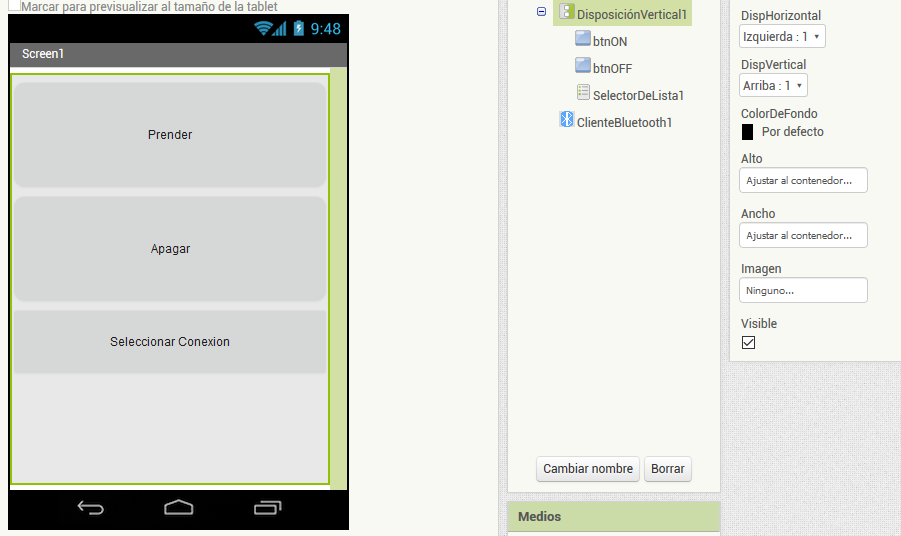 Marcar para previsualizar al tamaño de la tablet
9:48
Screen1
Prender
Apagar
Seleccionar Conexion
DisposiciónVertical1
btnON
btnOFF
SelectorDeLista1
ClienteBluetooth1
Cambiar nombre
Borrar
Medios
DispHorizontal
Izquierda : 1
DispVertical
Arriba : 1
ColorDeFondo
Por defecto
Alto
Ajustar al contenedor...
Ancho
Ajustar al contenedor...
Imagen
Ninguno...
Visible